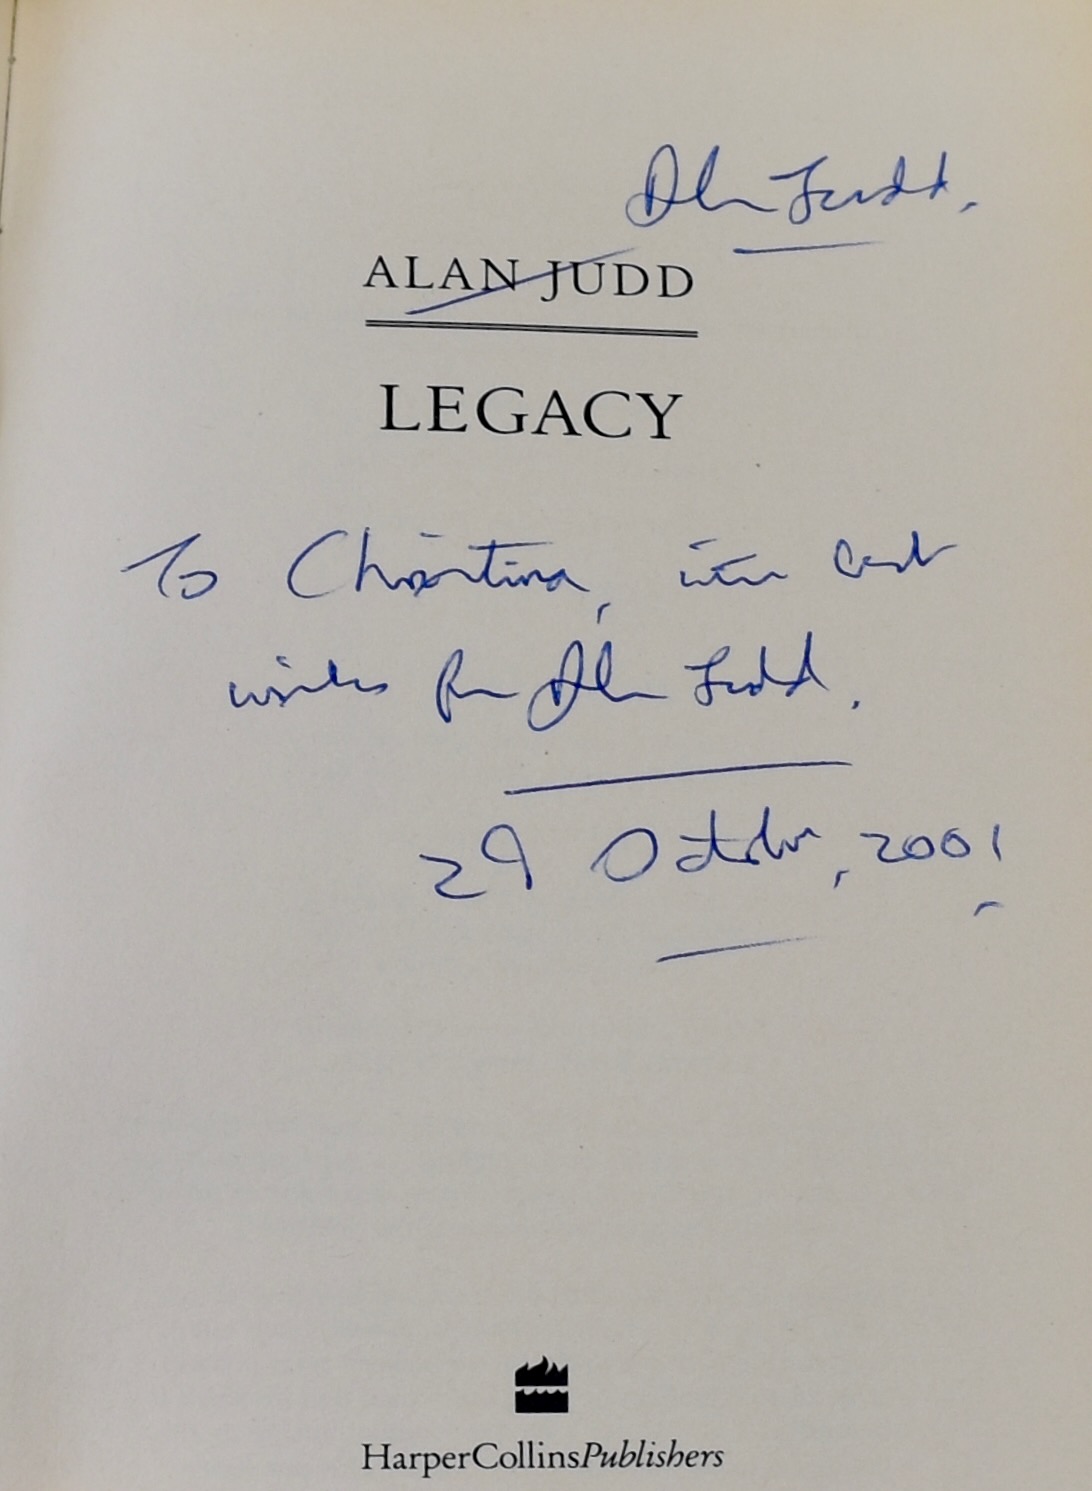 Alan Judd.
ALAN JUDD
LEGACY
To Christina, with best
wishes from Alan Judd.
29 October, 2001
HarperCollinsPublishers